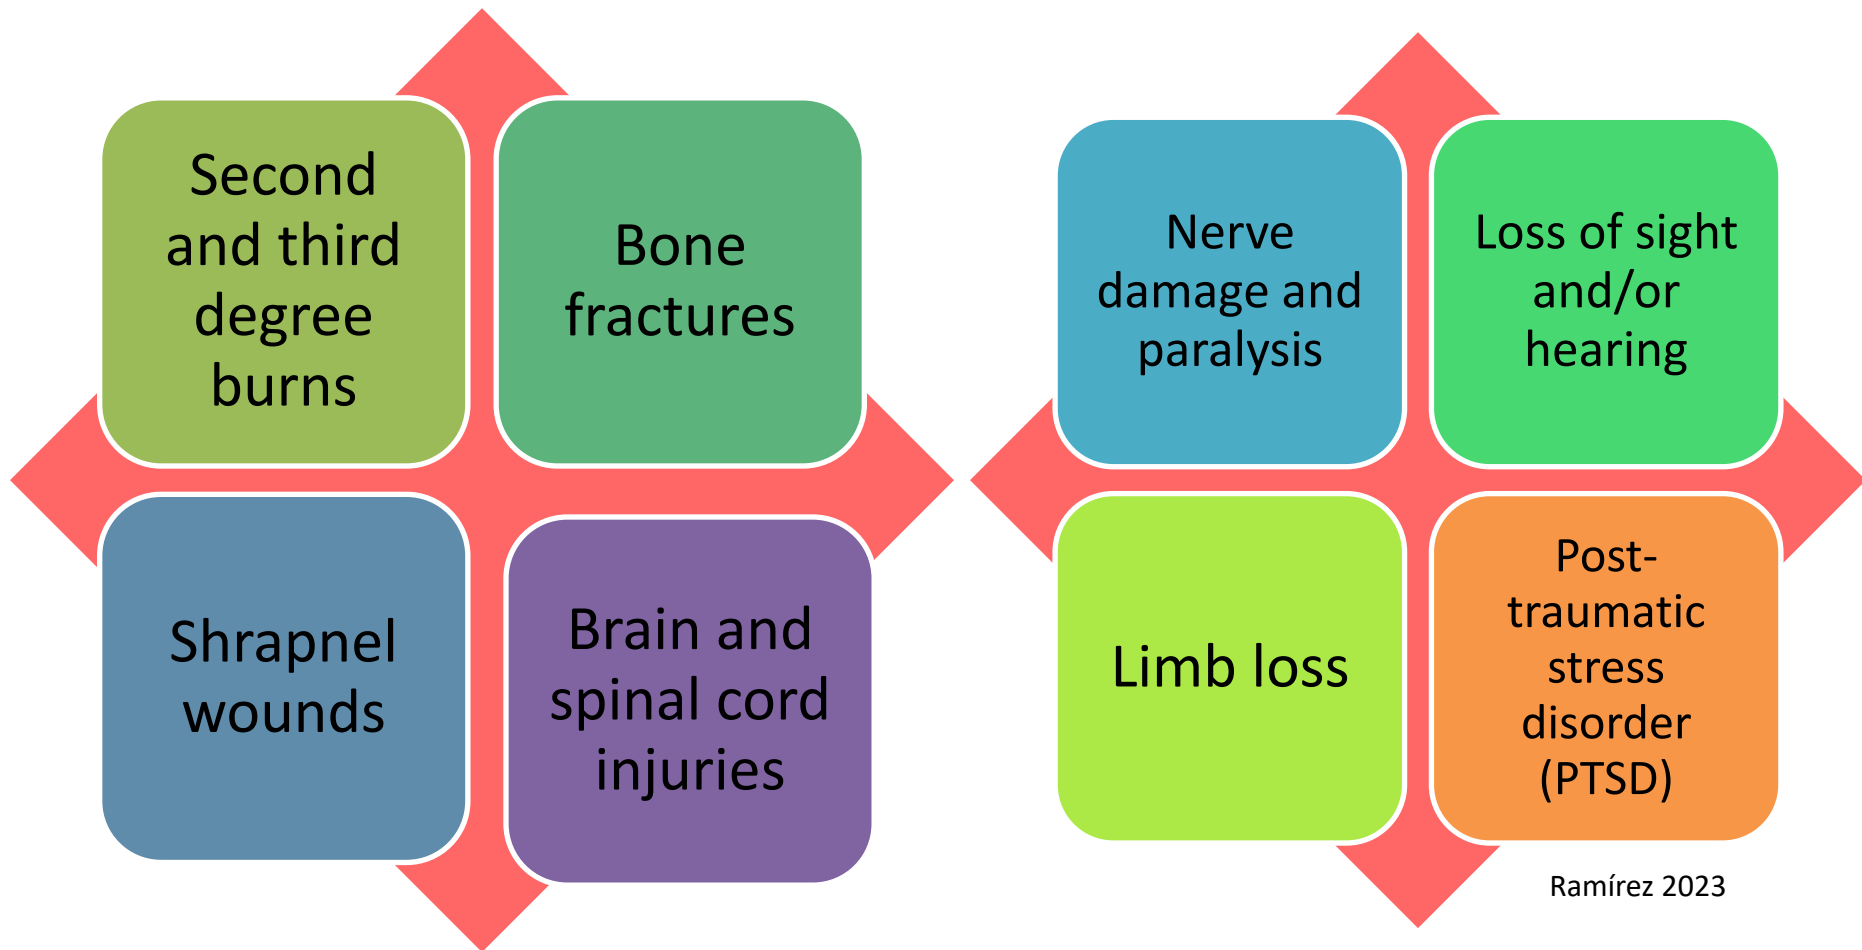 Second
and third
degree
burns
Bone
fractures
Shrapnel
wounds
Brain and
spinal cord
injuries
Nerve
damage and
paralysis
Loss of sight
and/or
hearing
Limb loss
Post-
traumatic
stress
disorder
(PTSD)
Ramírez 2023